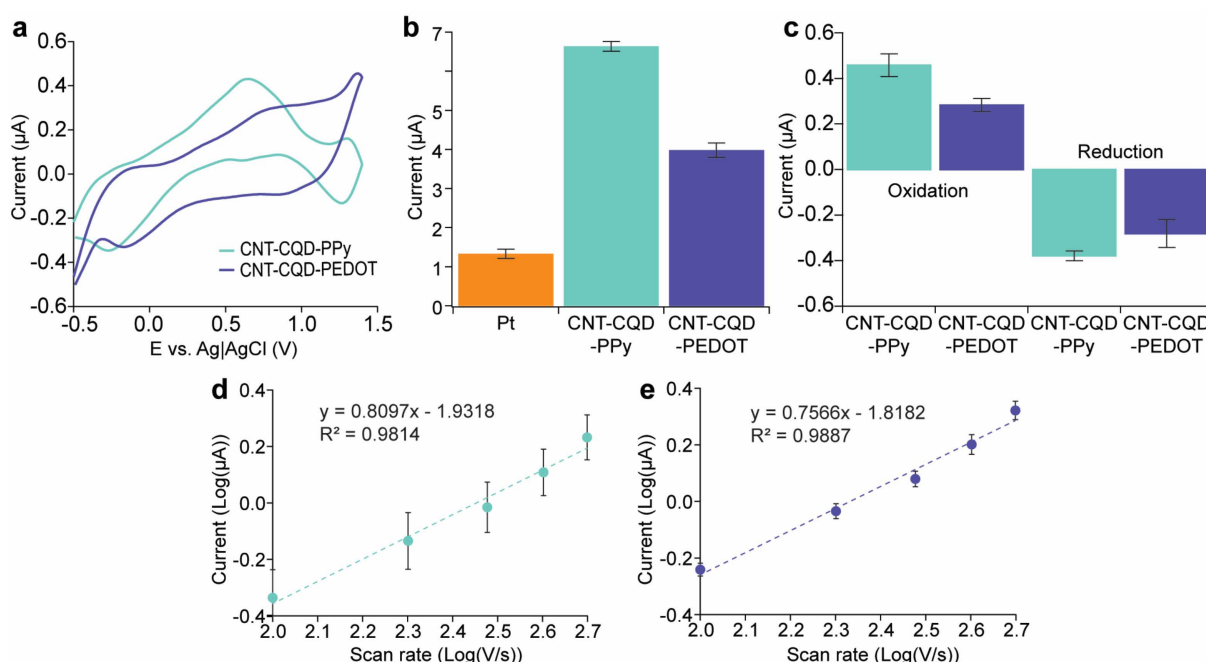 a
0.6
0.4
0.2
0.0
-0.2
-0.4
-0.6
Current (µA)
CNT-CQD-PPy
CNT-CQD-PEDOT
-0.5 0.0 0.5 1.0 1.5
E vs. Ag|AgCl (V)
b
7
6
4
2
1
0
Current (µA)
Pt CNT-CQD CNT-CQD
-PPy -PEDOT
c
0.6
0.4
0.2
0.0
-0.2
-0.4
-0.6
Current (µA)
Reduction
Oxidation
CNT-CQD CNT-CQD CNT-CQD CNT-CQD
-PPy -PEDOT -PPy -PEDOT
d
0.4
0.2
0.0
-0.2
-0.4
Current (Log(µA))
y = 0.8097x - 1.9318
R² = 0.9814
2.0 2.1 2.3 2.4 2.5 2.6 2.7
Scan rate (Log(V/s))
e
0.4
0.2
0.0
-0.2
-0.4
Current (Log(µA))
y = 0.7566x - 1.8182
R² = 0.9887
2.0 2.1 2.3 2.4 2.5 2.6 2.7
Scan rate (Log(V/s))